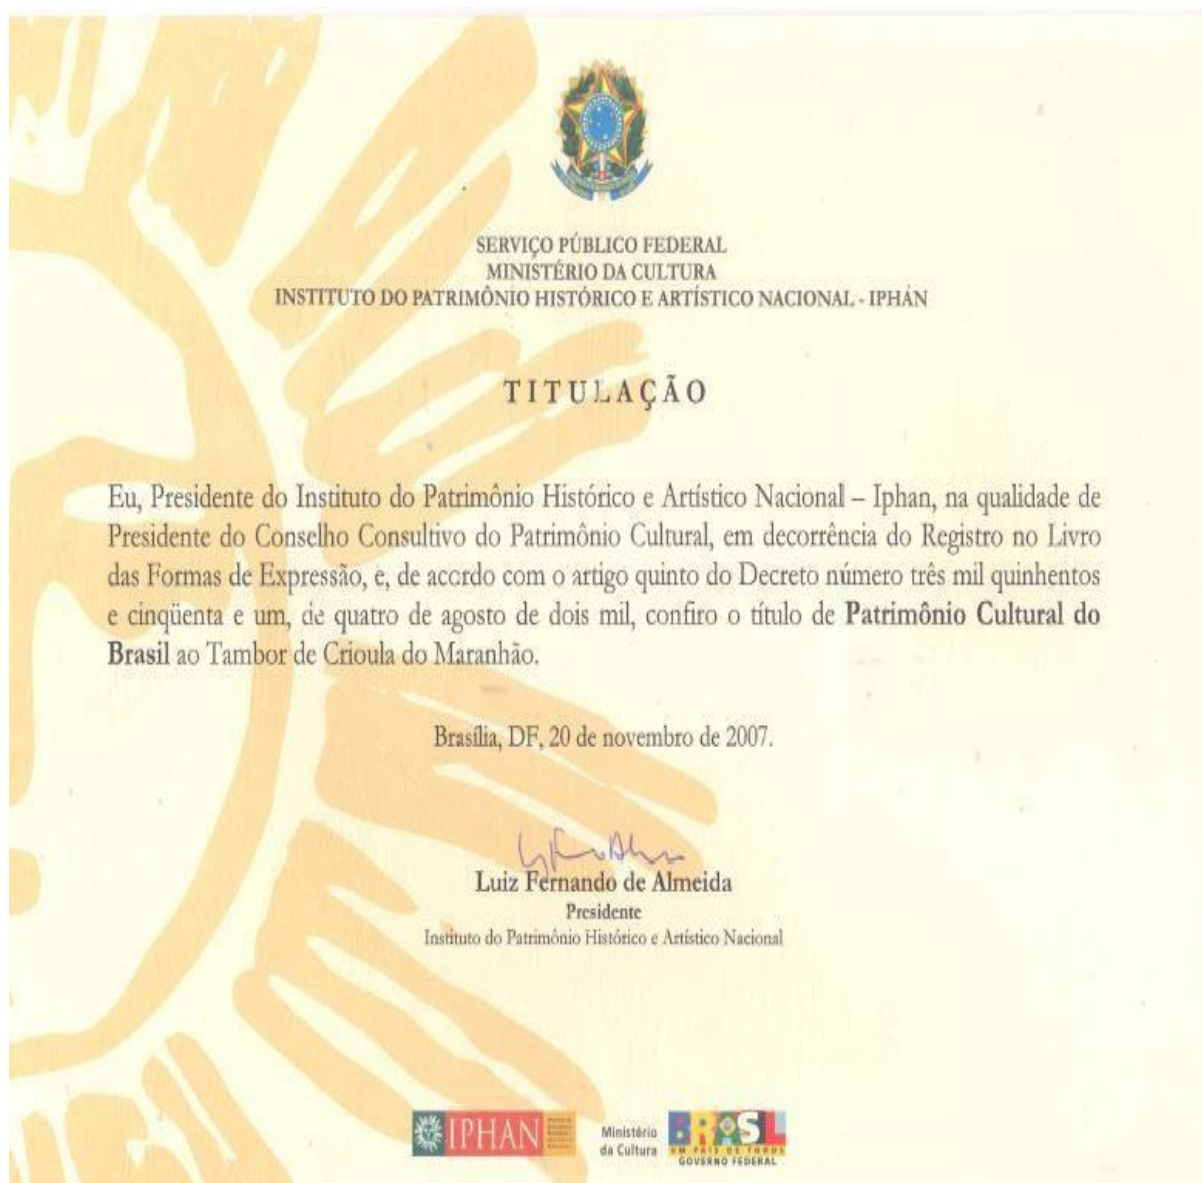 SERVIÇO PÚBLICO FEDERAL
MINISTÉRIO DA CULTURA
INSTITUTO DO PATRIMÔNIO HISTÓRICO E ARTÍSTICO NACIONAL - IPHAN
TITULAÇÃO
Eu, Presidente do Instituto do Patrimônio Histórico e Artístico Nacional – Iphan, na qualidade de
Presidente do Conselho Consultivo do Patrimônio Cultural, em decorrência do Registro no Livro
das Formas de Expressão, e, de acordo com o artigo quinto do Decreto número três mil quinhentos
e cinqüenta e um, de quatro de agosto de dois mil, confiro o título de Patrimônio Cultural do
Brasil ao Tambor de Crioula do Maranhão.
Brasília, DF, 20 de novembro de 2007.
Luiz Fernando de Almeida
Presidente
Instituto do Patrimônio Histórico e Artístico Nacional
IPHAN
Ministério
da Cultura
BRASIL
UM PAÍS DE TODOS
GOVERNO FEDERAL